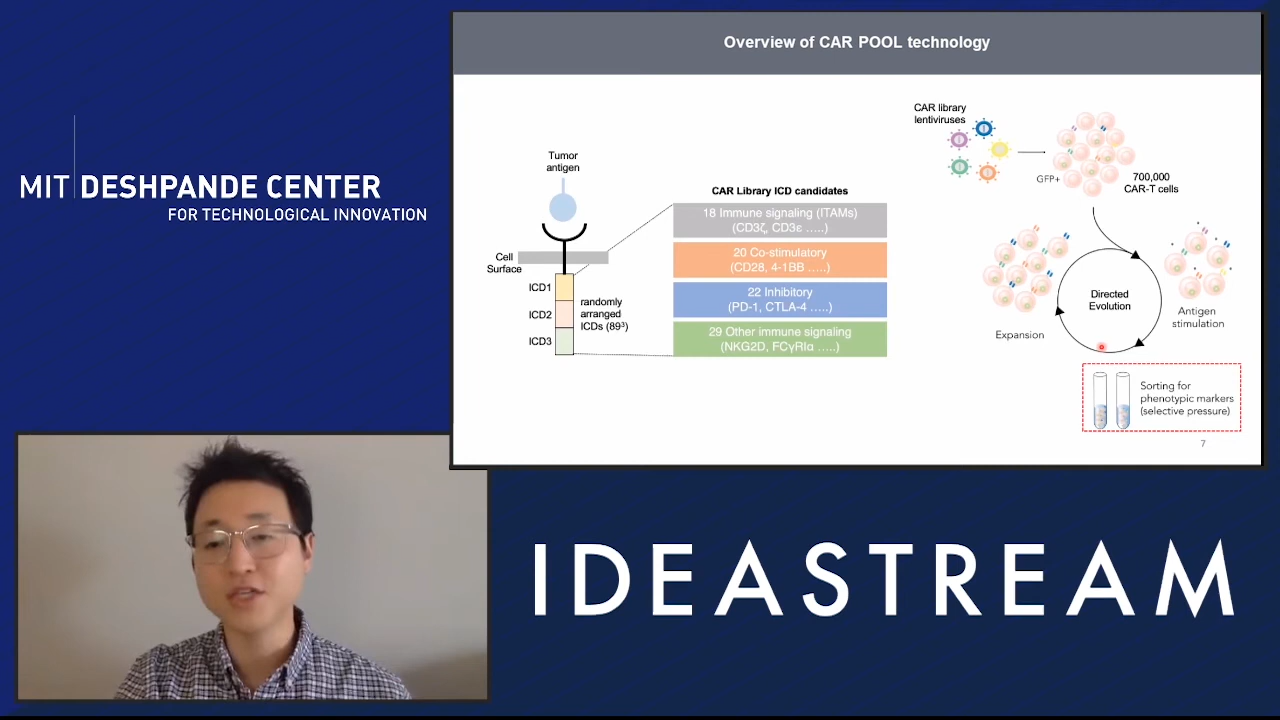 Overview of CAR POOL technology
MIT DESHPANDE CENTER
FOR TECHNOLOGICAL INNOVATION
Tumor
antigen
Cell
Surface
ICD1
ICD2
ICD3
randomly
arranged
ICDs (89³)
CAR Library ICD candidates
18 Immune signaling (ITAMs)
(CD3ζ, CD3ε .....)
20 Co-stimulatory
(CD28, 4-1BB .....)
22 Inhibitory
(PD-1, CTLA-4 .....)
29 Other immune signaling
(NKG2D, FCγRIα .....)
CAR library
lentiviruses
GFP+
700,000
CAR-T cells
Directed
Evolution
Expansion
Antigen
stimulation
Sorting for
phenotypic markers
(selective pressure)
7
IDEASTREAM